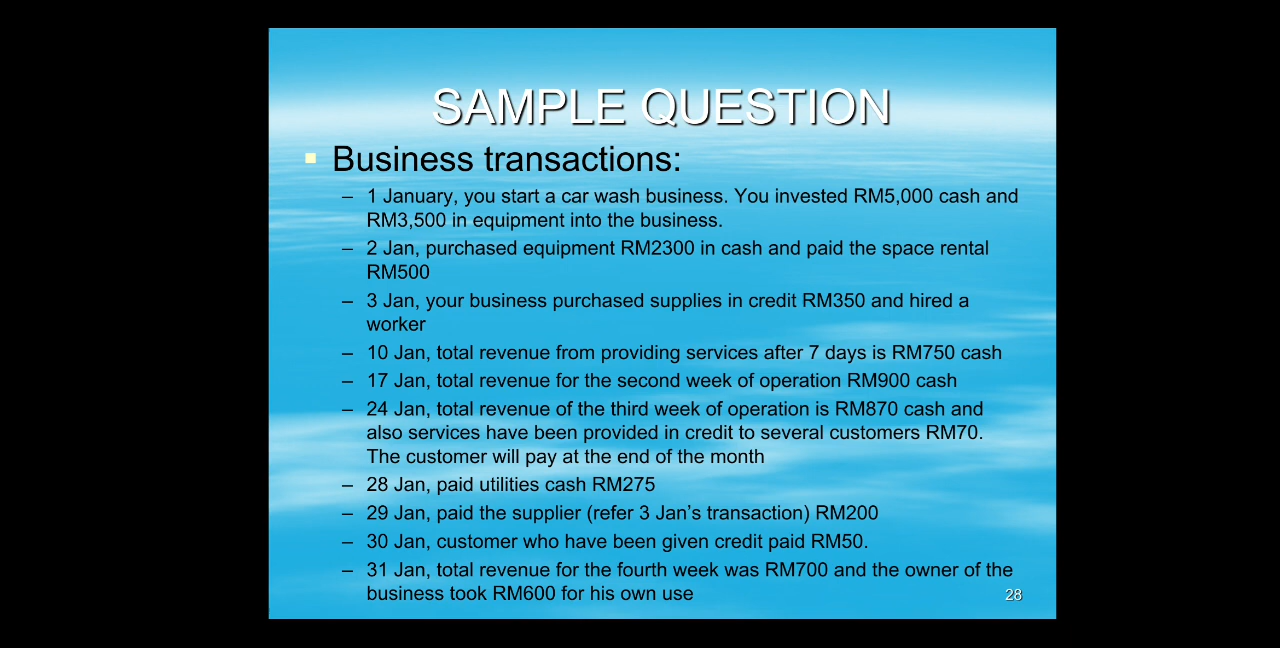 SAMPLE QUESTION
▪ Business transactions:
– 1 January, you start a car wash business. You invested RM5,000 cash and
RM3,500 in equipment into the business.
– 2 Jan, purchased equipment RM2300 in cash and paid the space rental
RM500
– 3 Jan, your business purchased supplies in credit RM350 and hired a
worker
– 10 Jan, total revenue from providing services after 7 days is RM750 cash
– 17 Jan, total revenue for the second week of operation RM900 cash
– 24 Jan, total revenue of the third week of operation is RM870 cash and
also services have been provided in credit to several customers RM70.
The customer will pay at the end of the month
– 28 Jan, paid utilities cash RM275
– 29 Jan, paid the supplier (refer 3 Jan’s transaction) RM200
– 30 Jan, customer who have been given credit paid RM50.
– 31 Jan, total revenue for the fourth week was RM700 and the owner of the
business took RM600 for his own use
28